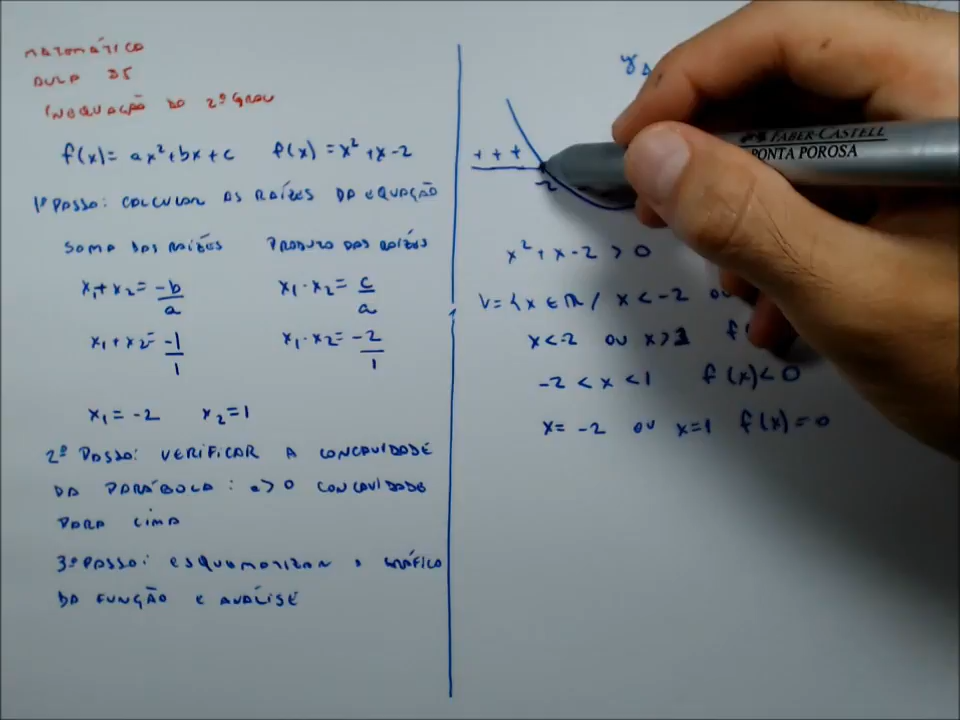 MATEMÁTICA
AULA 25
INEQUAÇÃO DO 2º GRAU
f(x)= ax²+bx+c f(x) = x²+x-2
1º PASSO: CALCULAR AS RAÍZES DA EQUAÇÃO
SOMA DAS RAÍZES PRODUTO DAS RAÍZES
x₁+x₂= -b/a x₁·x₂= c/a
x₁+x₂= -1/1 x₁·x₂= -2/1
x₁= -2 x₂=1
2º PASSO: VERIFICAR A CONCAVIDADE
DA PARÁBOLA: a>0 CONCAVIDADE
PARA CIMA
3º PASSO: ESQUEMATIZAR O GRÁFICO
DA FUNÇÃO E ANÁLISE
y
+ + +
-2
x²+x-2 > 0
V= {x ∈ ℝ / x < -2 ou
x<-2 ou x>1 f(
-2 < x < 1 f(x)<0
x= -2 ou x=1 f(x)=0
FABER-CASTELL
PONTA POROSA